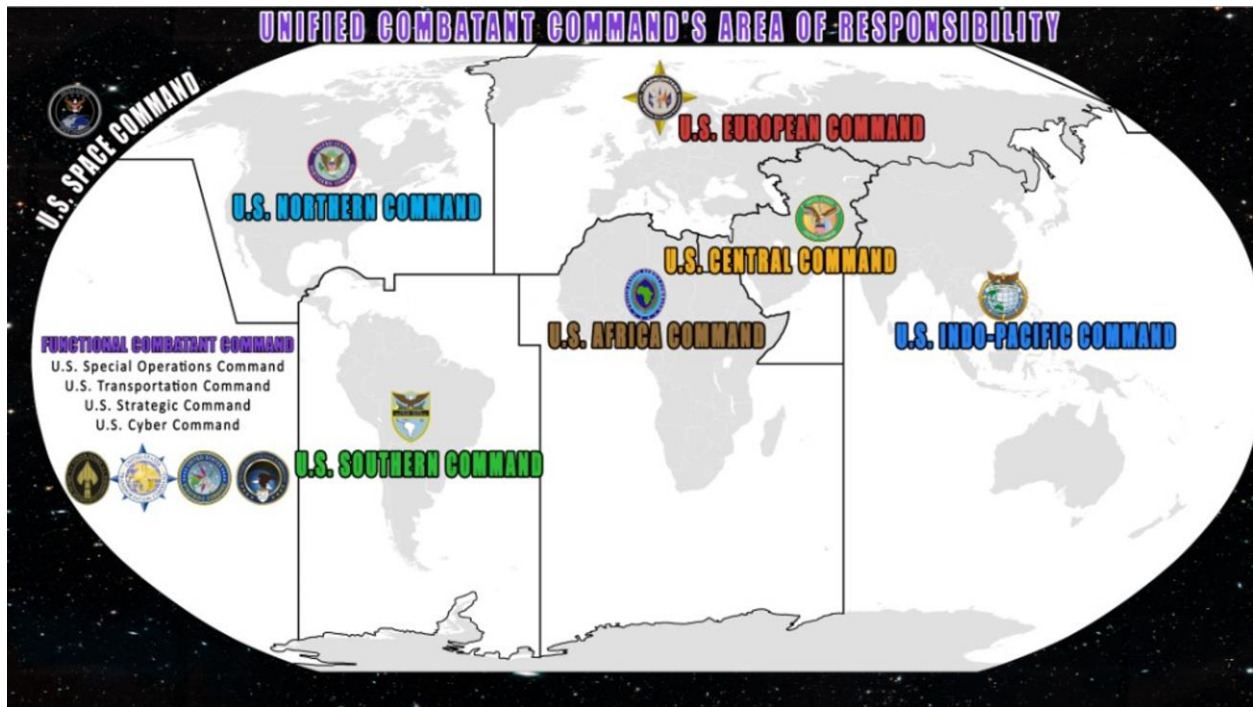 UNIFIED COMBATANT COMMAND'S AREA OF RESPONSIBILITY
U.S. SPACE COMMAND
U.S. EUROPEAN COMMAND
U.S. NORTHERN COMMAND
U.S. CENTRAL COMMAND
U.S. AFRICA COMMAND
U.S. INDO-PACIFIC COMMAND
FUNCTIONAL COMBATANT COMMAND
U.S. Special Operations Command
U.S. Transportation Command
U.S. Strategic Command
U.S. Cyber Command
U.S. SOUTHERN COMMAND